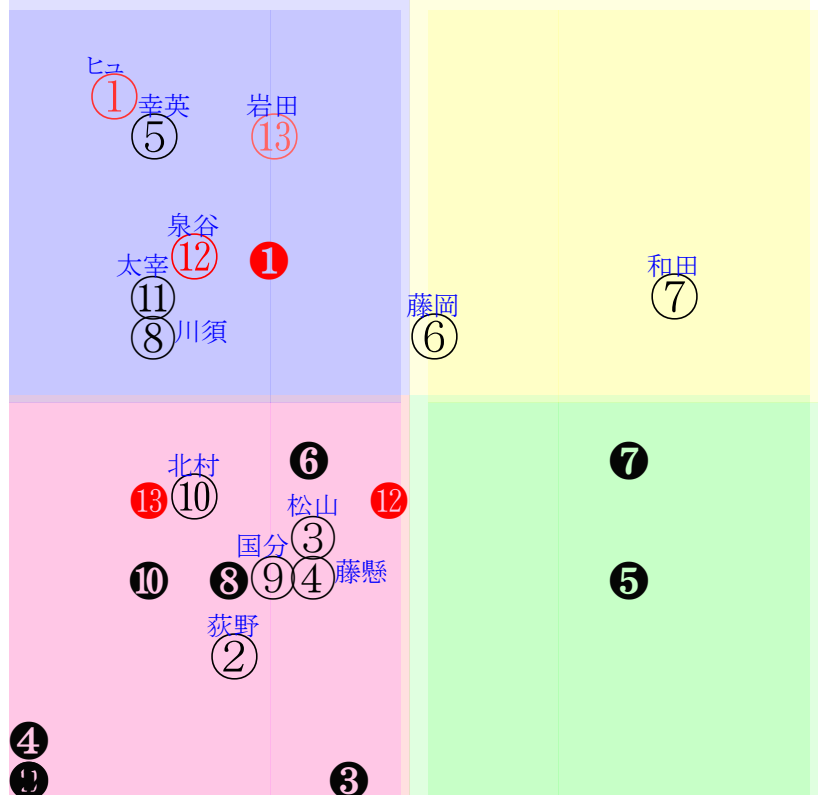 ヒュ
①
幸英
⑤
岩田
⑬
泉谷
⑫
❶
太宰
⑪
⑧ 川須
藤岡
⑥
和田
⑦
北村
⑩
⓭
❻
⓬
❼
松山
③
国分
⑨
④ 藤懸
❿
❽
❺
荻野
②
❹
❾
❸